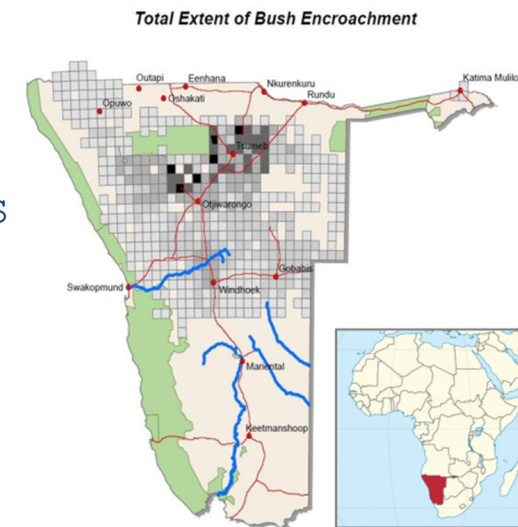 Total Extent of Bush Encroachment
Outapi
Eenhana
Nkurenkuru
Katima Mulilo
Opuwo
Oshakati
Rundu
Tsumeb
Otjiwarongo
Swakopmund
Gobabis
Windhoek
Mariental
Keetmanshoop